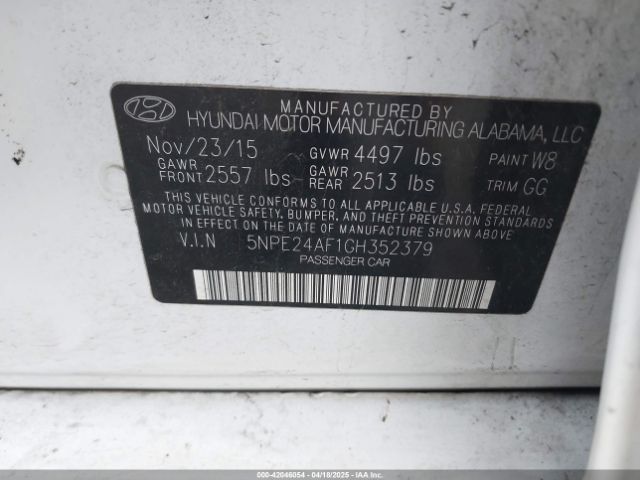 MANUFACTURED BY
HYUNDAI MOTOR MANUFACTURING ALABAMA, LLC
Nov/23/15 GVWR 4497 lbs PAINT W8
GAWR FRONT 2557 lbs GAWR REAR 2513 lbs TRIM GG
THIS VEHICLE CONFORMS TO ALL APPLICABLE U.S.A. FEDERAL
MOTOR VEHICLE SAFETY, BUMPER, AND THEFT PREVENTION STANDARDS
IN EFFECT ON THE DATE OF MANUFACTURE SHOWN ABOVE.
V.I.N 5NPE24AF1GH352379
PASSENGER CAR
000-42046054 - 04/18/2025 - IAAI.COM